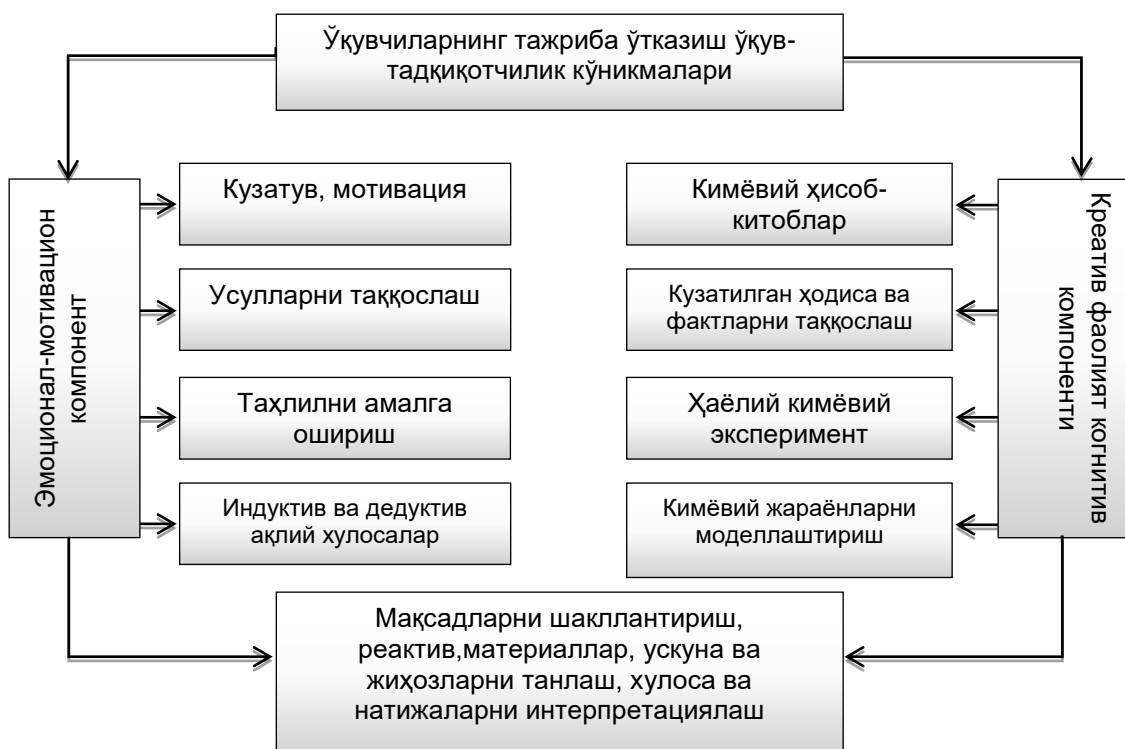 Ўқувчиларнинг тажриба ўтказиш ўқув-
тадқиқотчилик кўникмалари
Эмоционал-мотивацион
компонент
Кузатув, мотивация
Усулларни таққослаш
Таҳлилни амалга
ошириш
Индуктив ва дедуктив
ақлий хулосалар
Кимёвий ҳисоб-
китоблар
Кузатилган ҳодиса ва
фактларни таққослаш
Ҳаёлий кимёвий
эксперимент
Кимёвий жараёнларни
моделлаштириш
Креатив фаолият когнитив
компоненти
Мақсадларни шакллантириш,
реактив,материаллар, ускуна ва
жиҳозларни танлаш, хулоса ва
натижаларни интерпретациялаш